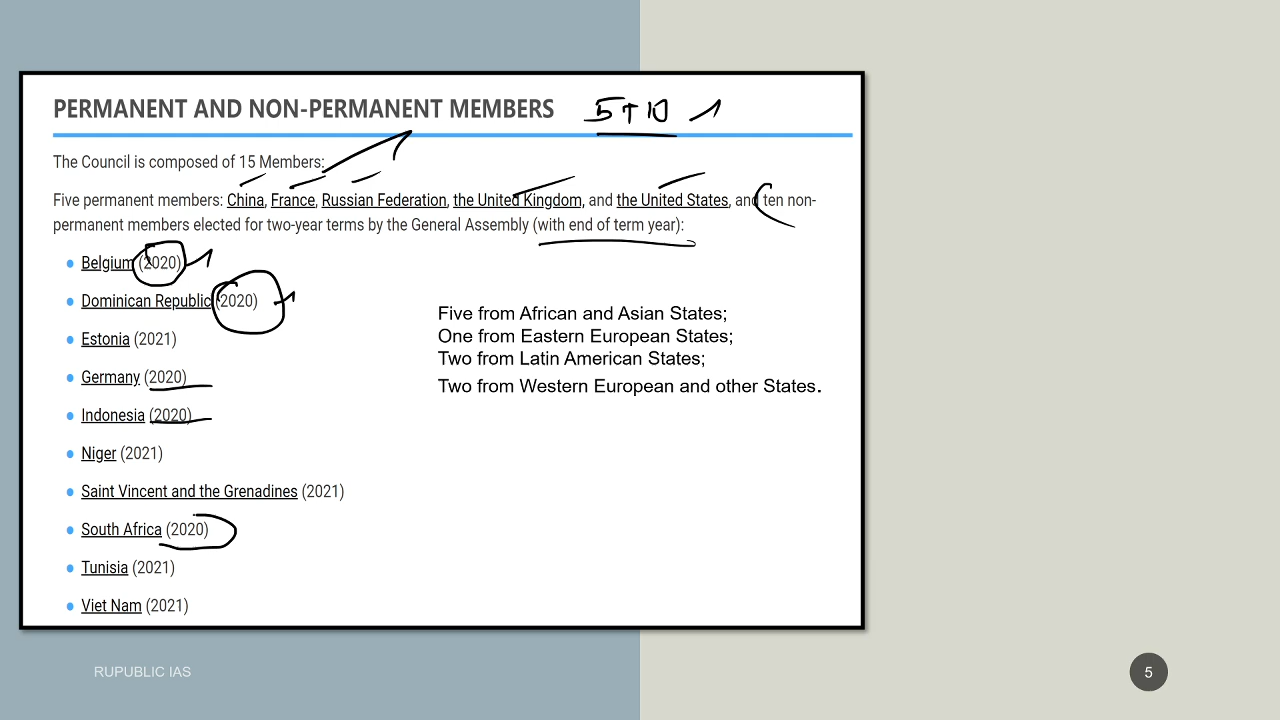 PERMANENT AND NON-PERMANENT MEMBERS 5+10
The Council is composed of 15 Members:
Five permanent members: China, France, Russian Federation, the United Kingdom, and the United States, and ten non-
permanent members elected for two-year terms by the General Assembly (with end of term year):
Belgium (2020)
Dominican Republic (2020)
Estonia (2021)
Germany (2020)
Indonesia (2020)
Niger (2021)
Saint Vincent and the Grenadines (2021)
South Africa (2020)
Tunisia (2021)
Viet Nam (2021)
Five from African and Asian States;
One from Eastern European States;
Two from Latin American States;
Two from Western European and other States.
RUPUBLIC IAS
5